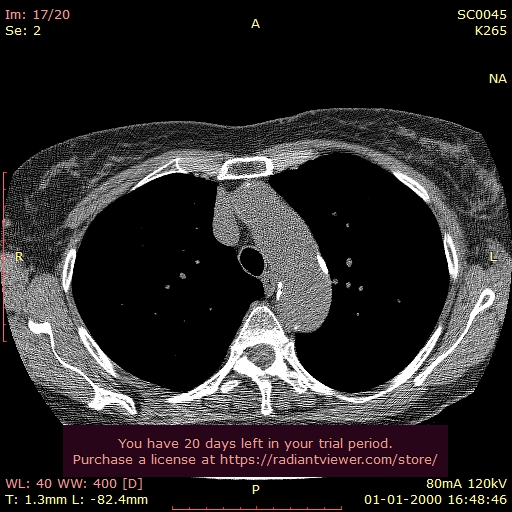 Im: 17/20
Se: 2
A
SC0045
K265
NA
R
L
You have 20 days left in your trial period.
Purchase a license at https://radiantviewer.com/store/
WL: 40 WW: 400 [D]
T: 1.3mm L: -82.4mm
P
80mA 120kV
01-01-2000 16:48:46